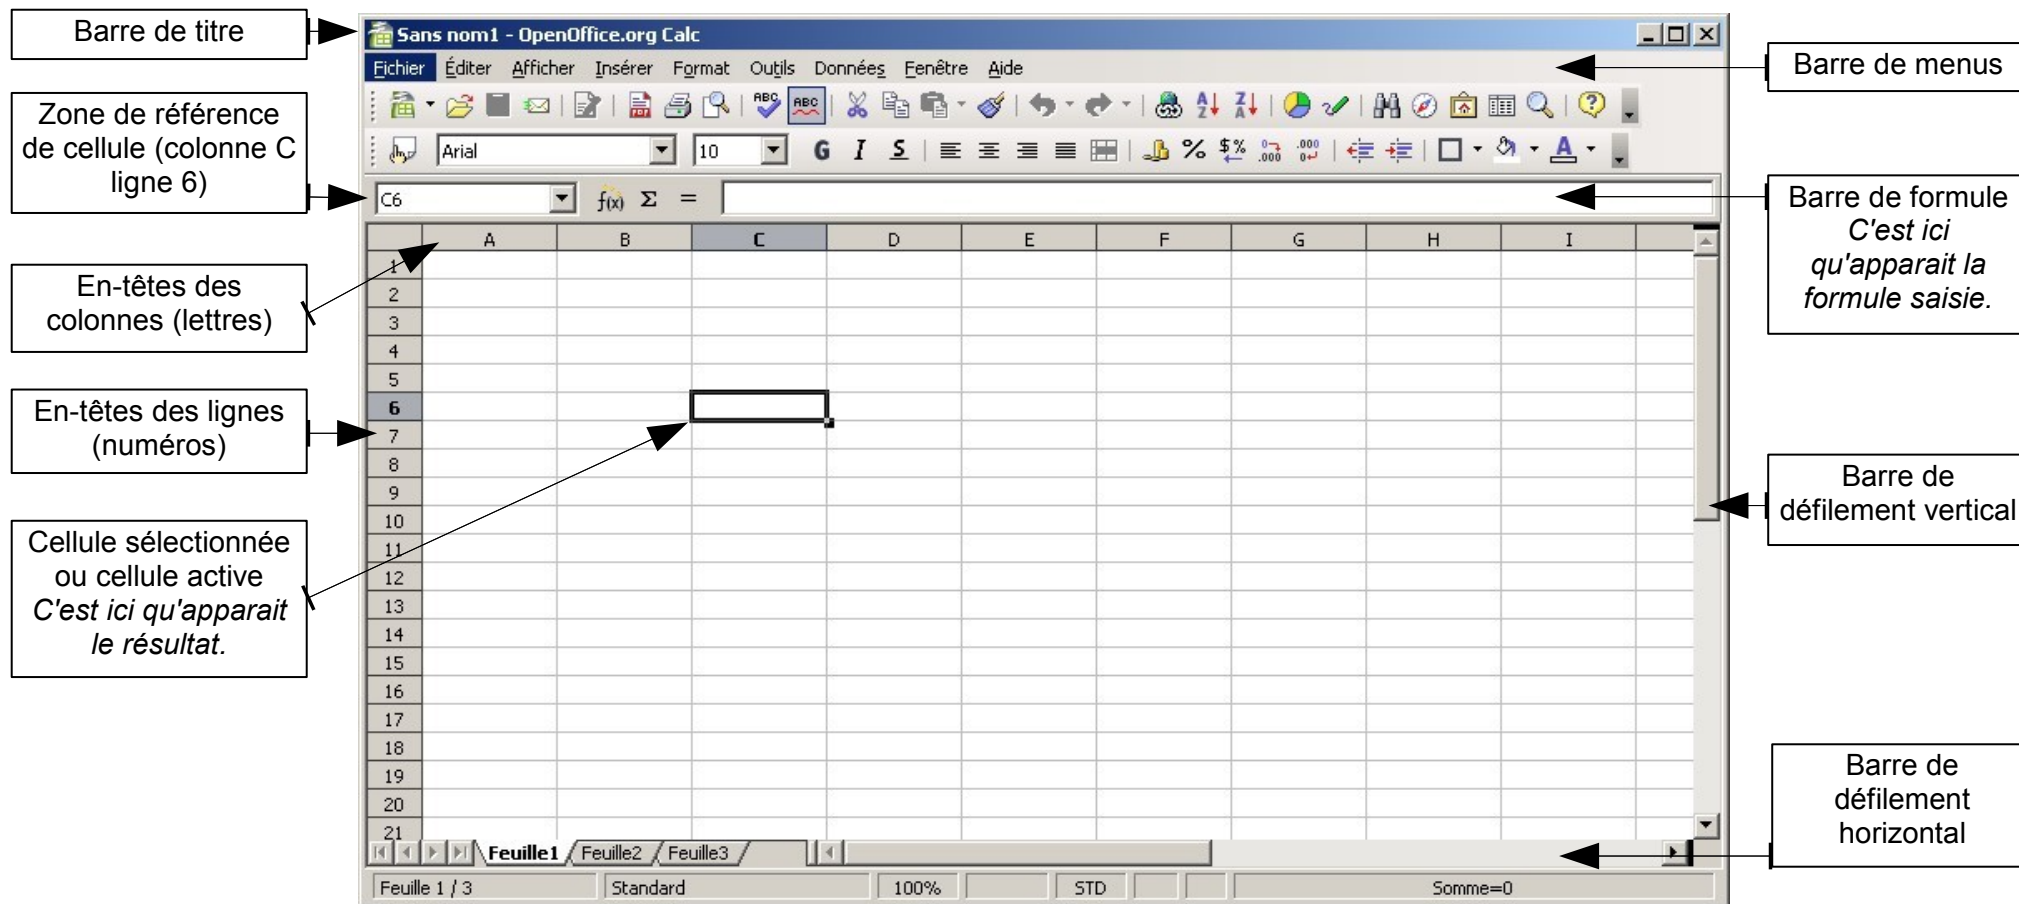 Barre de titre
Zone de référence
de cellule (colonne C
ligne 6)
En-têtes des
colonnes (lettres)
En-têtes des lignes
(numéros)
Cellule sélectionnée
ou cellule active
C'est ici qu'apparait
le résultat.
Sans nom1 - OpenOffice.org Calc
Fichier Éditer Afficher Insérer Format Outils Données Fenêtre Aide
ABC ABC A Z Z A ?
Arial 10 G I S % $% .000 .000 A
C6 f(x) Σ =
A B C D E F G H I
1
2
3
4
5
6
7
8
9
10
11
12
13
14
15
16
17
18
19
20
21
Feuille1 Feuille2 Feuille3
Feuille 1 / 3 Standard 100% STD Somme=0
Barre de menus
Barre de formule
C'est ici
qu'apparait la
formule saisie.
Barre de
défilement vertical
Barre de
défilement
horizontal